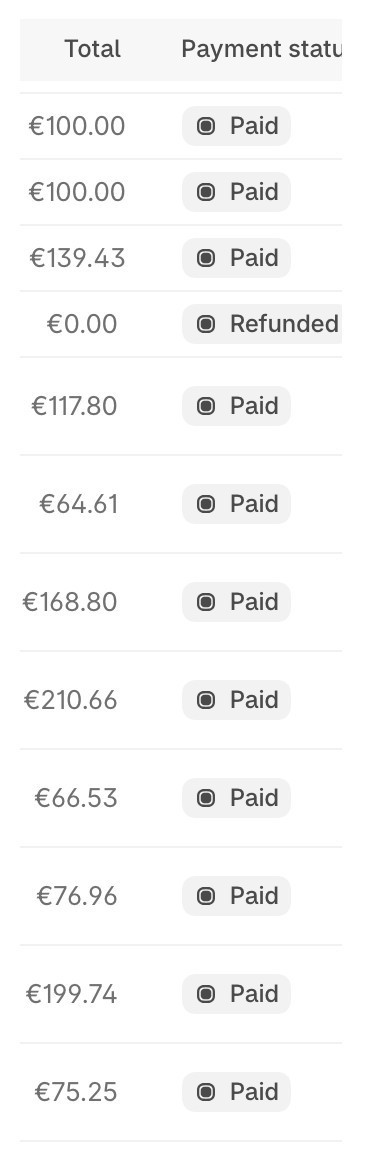 Total Payment statu
€100.00 Paid
€100.00 Paid
€139.43 Paid
€0.00 Refunded
€117.80 Paid
€64.61 Paid
€168.80 Paid
€210.66 Paid
€66.53 Paid
€76.96 Paid
€199.74 Paid
€75.25 Paid